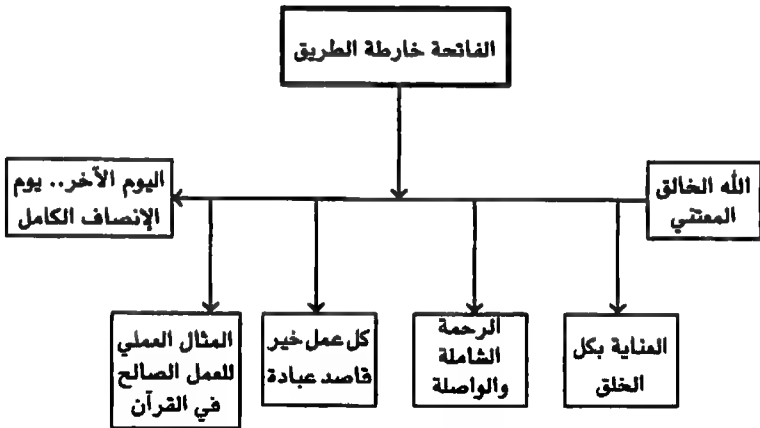 الفاتحة خارطة الطريق
الله الخالق
المعتني
اليوم الآخر.. يوم
الإنصاف الكامل
العناية بكل
الخلق
الرحمة
الشاملة
والواصلة
كل عمل خير
قاصد عبادة
المثال العملي
للعمل الصالح
في القرآن